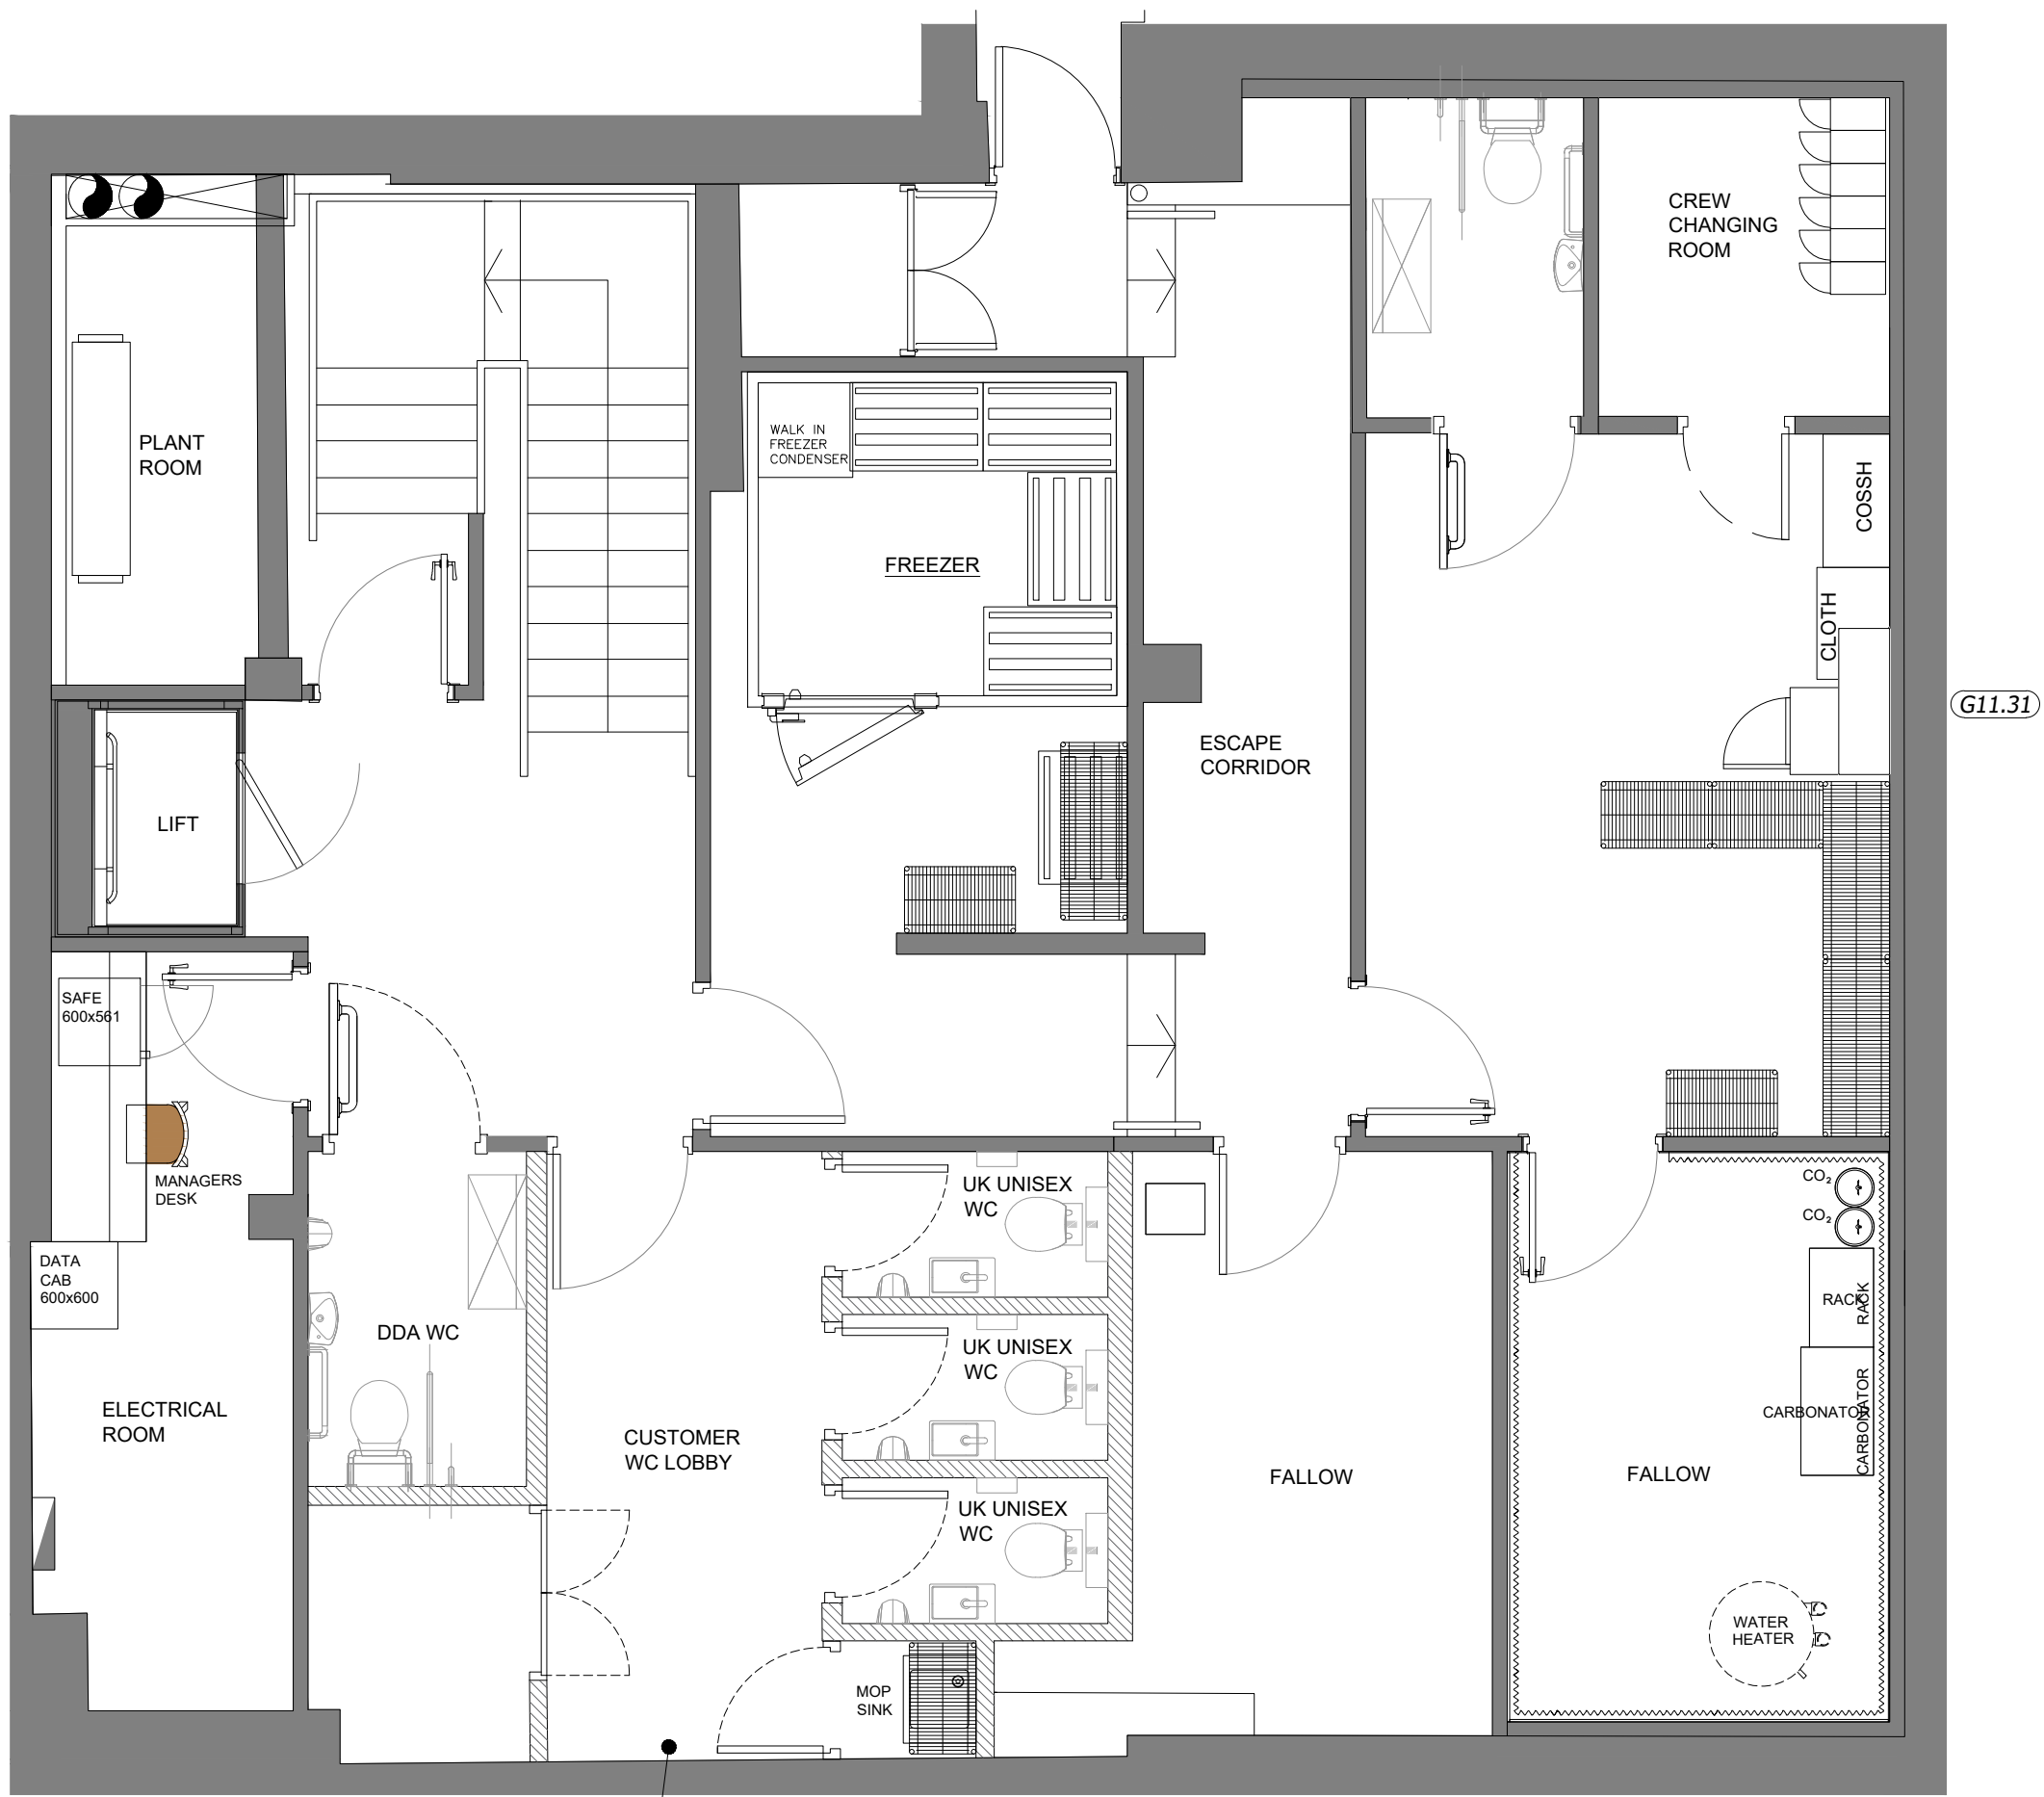 CREW
CHANGING
ROOM
PLANT
ROOM
WALK IN
FREEZER
CONDENSER
COSSH
FREEZER
CLOTH
G11.31
ESCAPE
CORRIDOR
LIFT
SAFE
600x561
MANAGERS
DESK
UK UNISEX
WC
CO₂
CO₂
DATA
CAB
600x600
RACK
RACK
DDA WC
UK UNISEX
WC
ELECTRICAL
ROOM
CARBONATOR
CARBONATOR
CUSTOMER
WC LOBBY
FALLOW
FALLOW
UK UNISEX
WC
WATER
HEATER
MOP
SINK